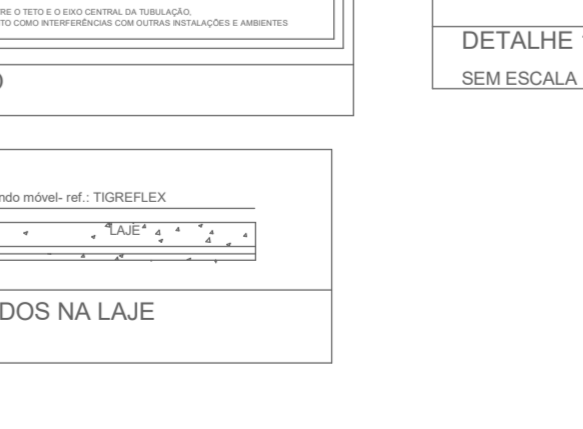 RE O TETO E O EIXO CENTRAL DA TUBULAÇÃO,
TO COMO INTERFERÊNCIAS COM OUTRAS INSTALAÇÕES E AMBIENTES
DETALHE
SEM ESCALA
ndo móvel- ref.: TIGREFLEX
LAJE
DOS NA LAJE